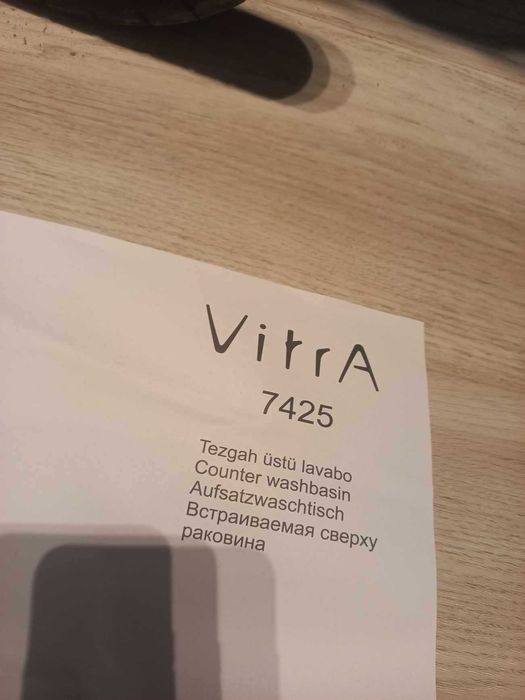 VitrA
7425
Tezgah üstü lavabo
Counter washbasin
Aufsatzwaschtisch
Встраиваемая сверху
раковина